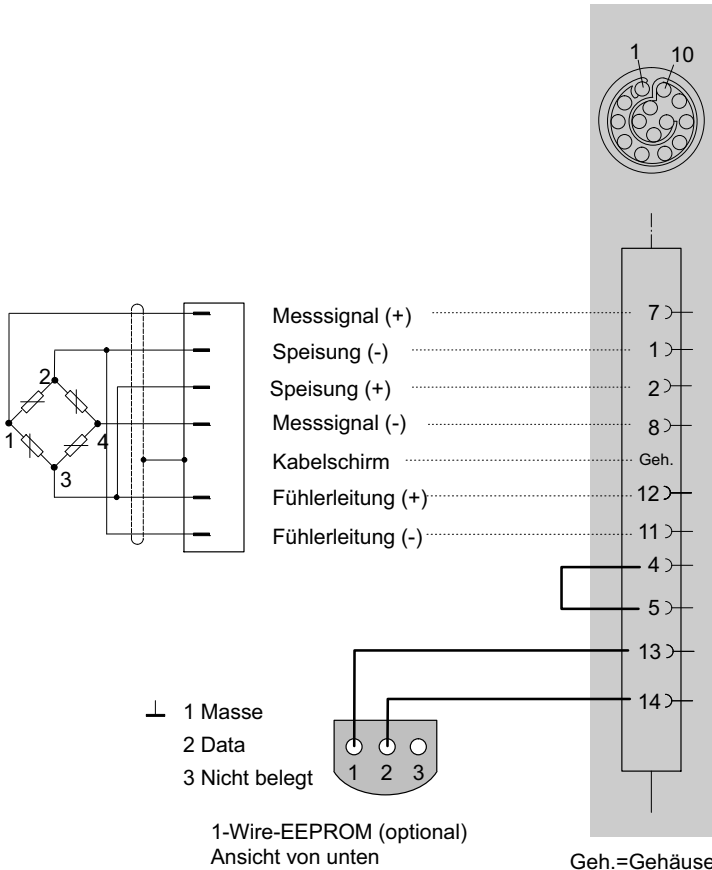 1 10
Messsignal (+) 7
Speisung (-) 1
2
Speisung (+) 2
Messsignal (-) 8
1 4
Kabelschirm Geh.
3
Fühlerleitung (+) 12
Fühlerleitung (-) 11
4
5
13
14
1 Masse
2 Data
3 Nicht belegt
1 2 3
1-Wire-EEPROM (optional)
Ansicht von unten
Geh.=Gehäuse